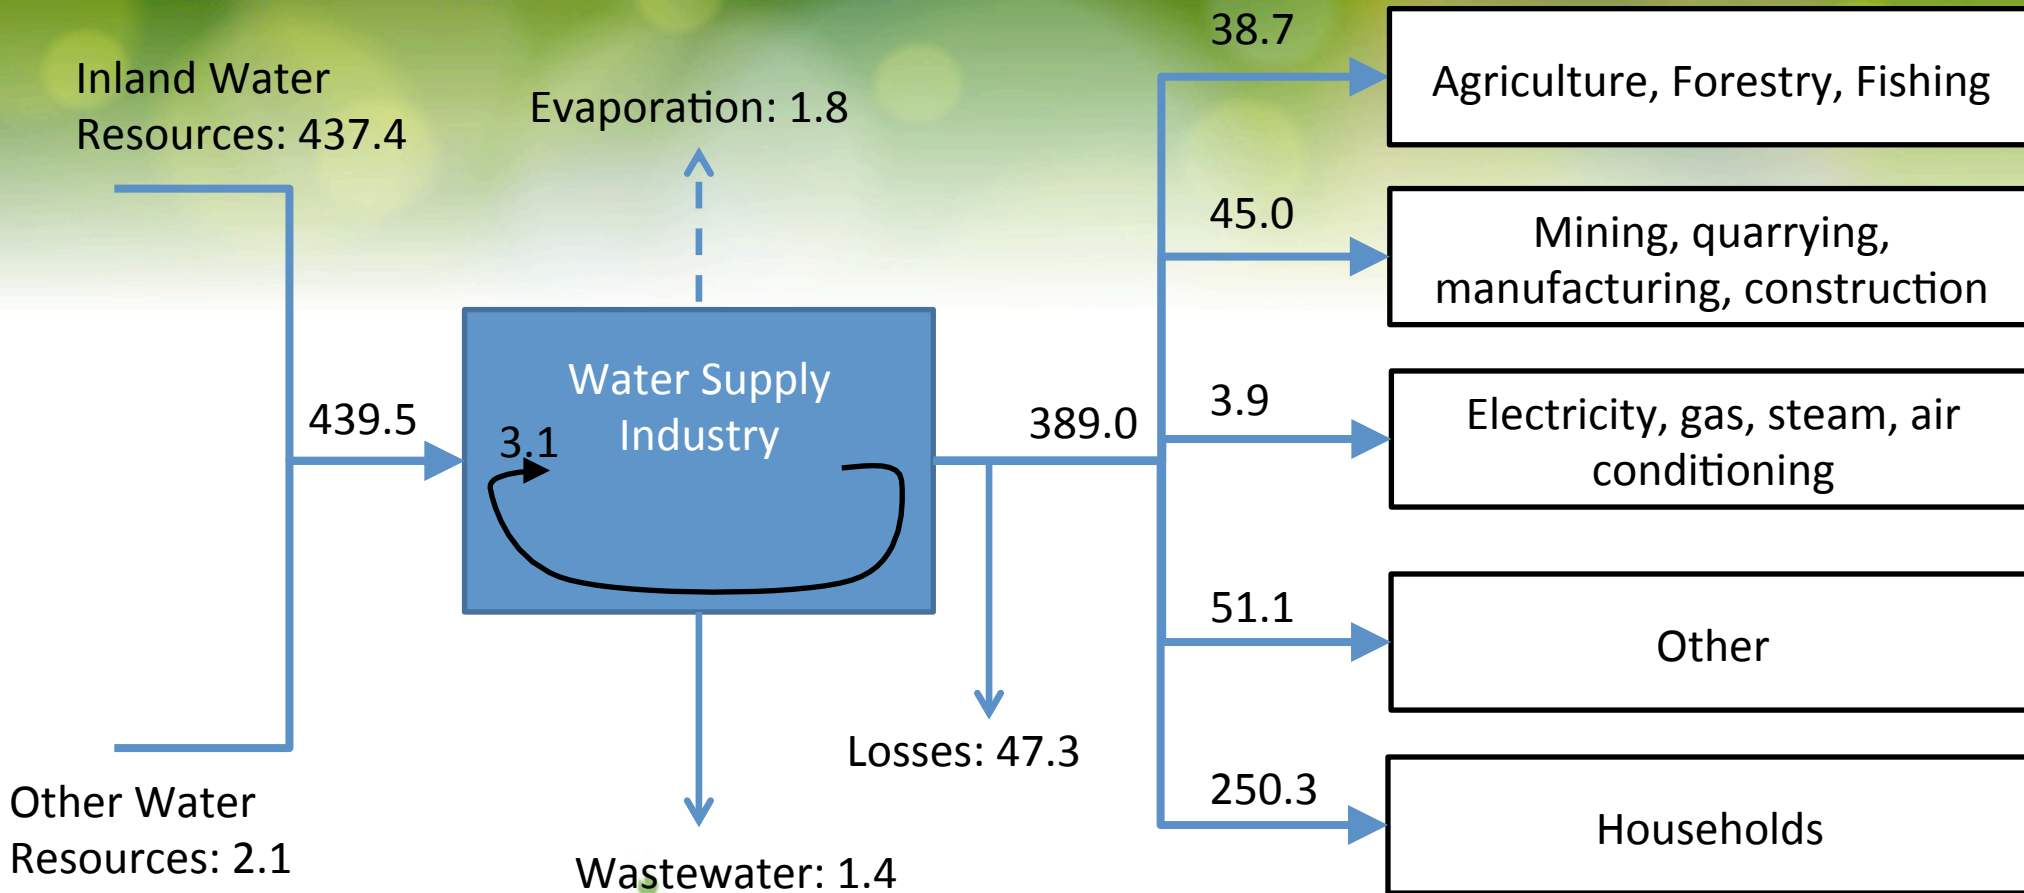 Inland Water
Resources: 437.4
Evaporation: 1.8
439.5
Water Supply
Industry
3.1
389.0
Losses: 47.3
Wastewater: 1.4
Other Water
Resources: 2.1
38.7
Agriculture, Forestry, Fishing
45.0
Mining, quarrying,
manufacturing, construction
3.9
Electricity, gas, steam, air
conditioning
51.1
Other
250.3
Households